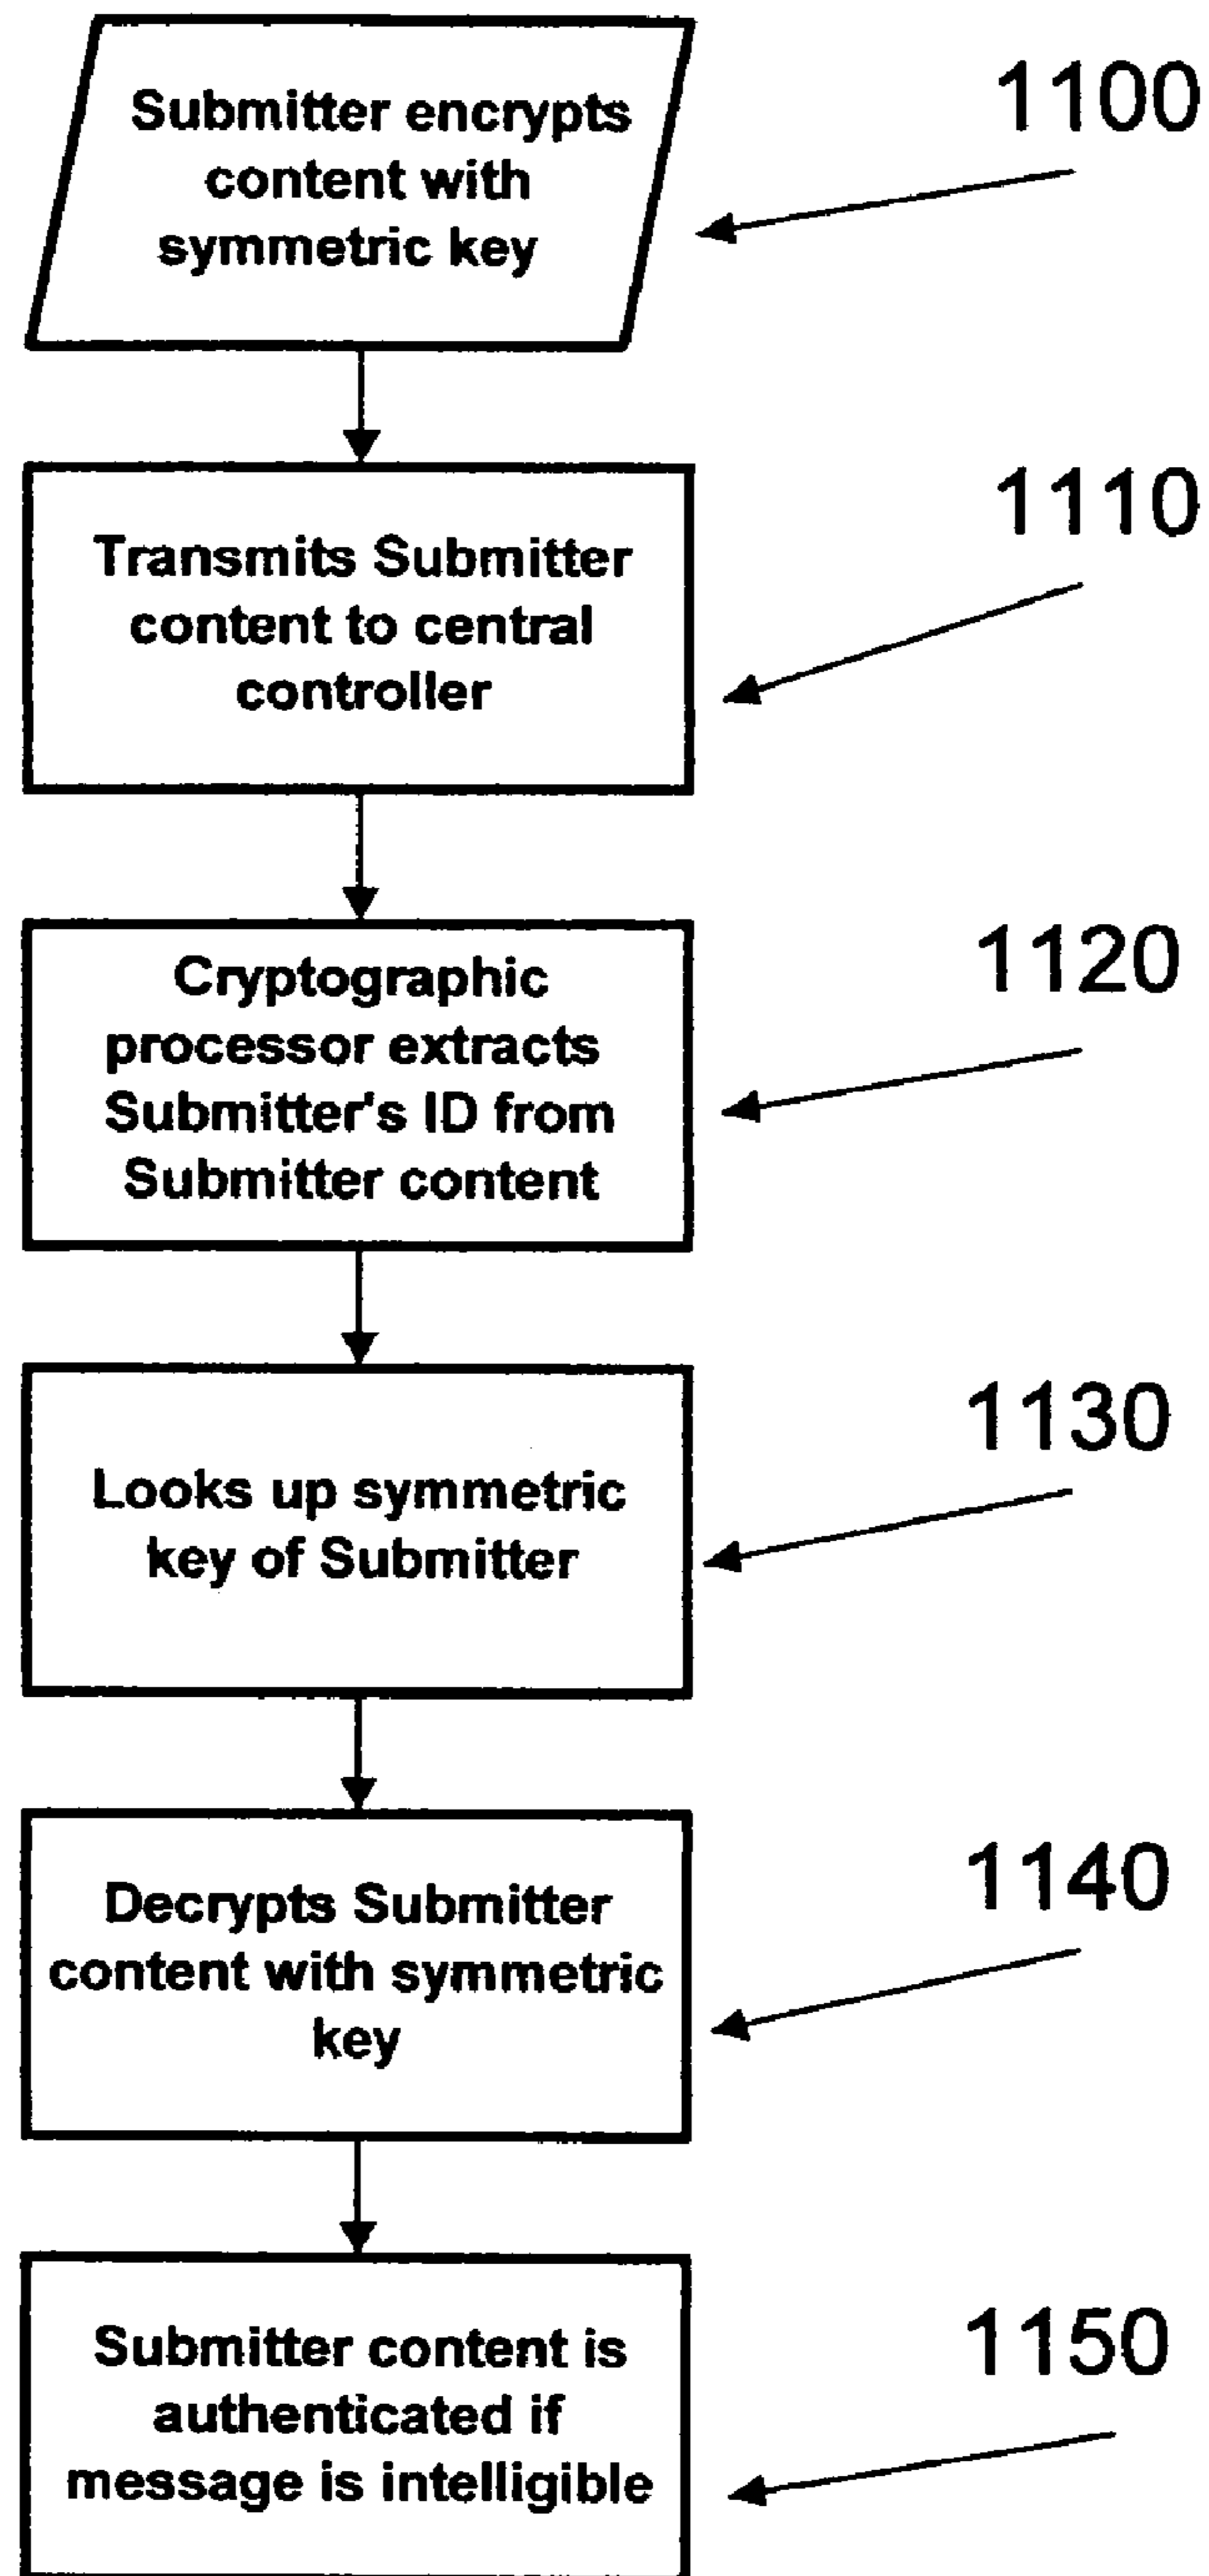 Submitter encrypts
content with
symmetric key
1100
Transmits Submitter
content to central
controller
1110
Cryptographic
processor extracts
Submitter's ID from
Submitter content
1120
Looks up symmetric
key of Submitter
1130
Decrypts Submitter
content with symmetric
key
1140
Submitter content is
authenticated if
message is intelligible
1150